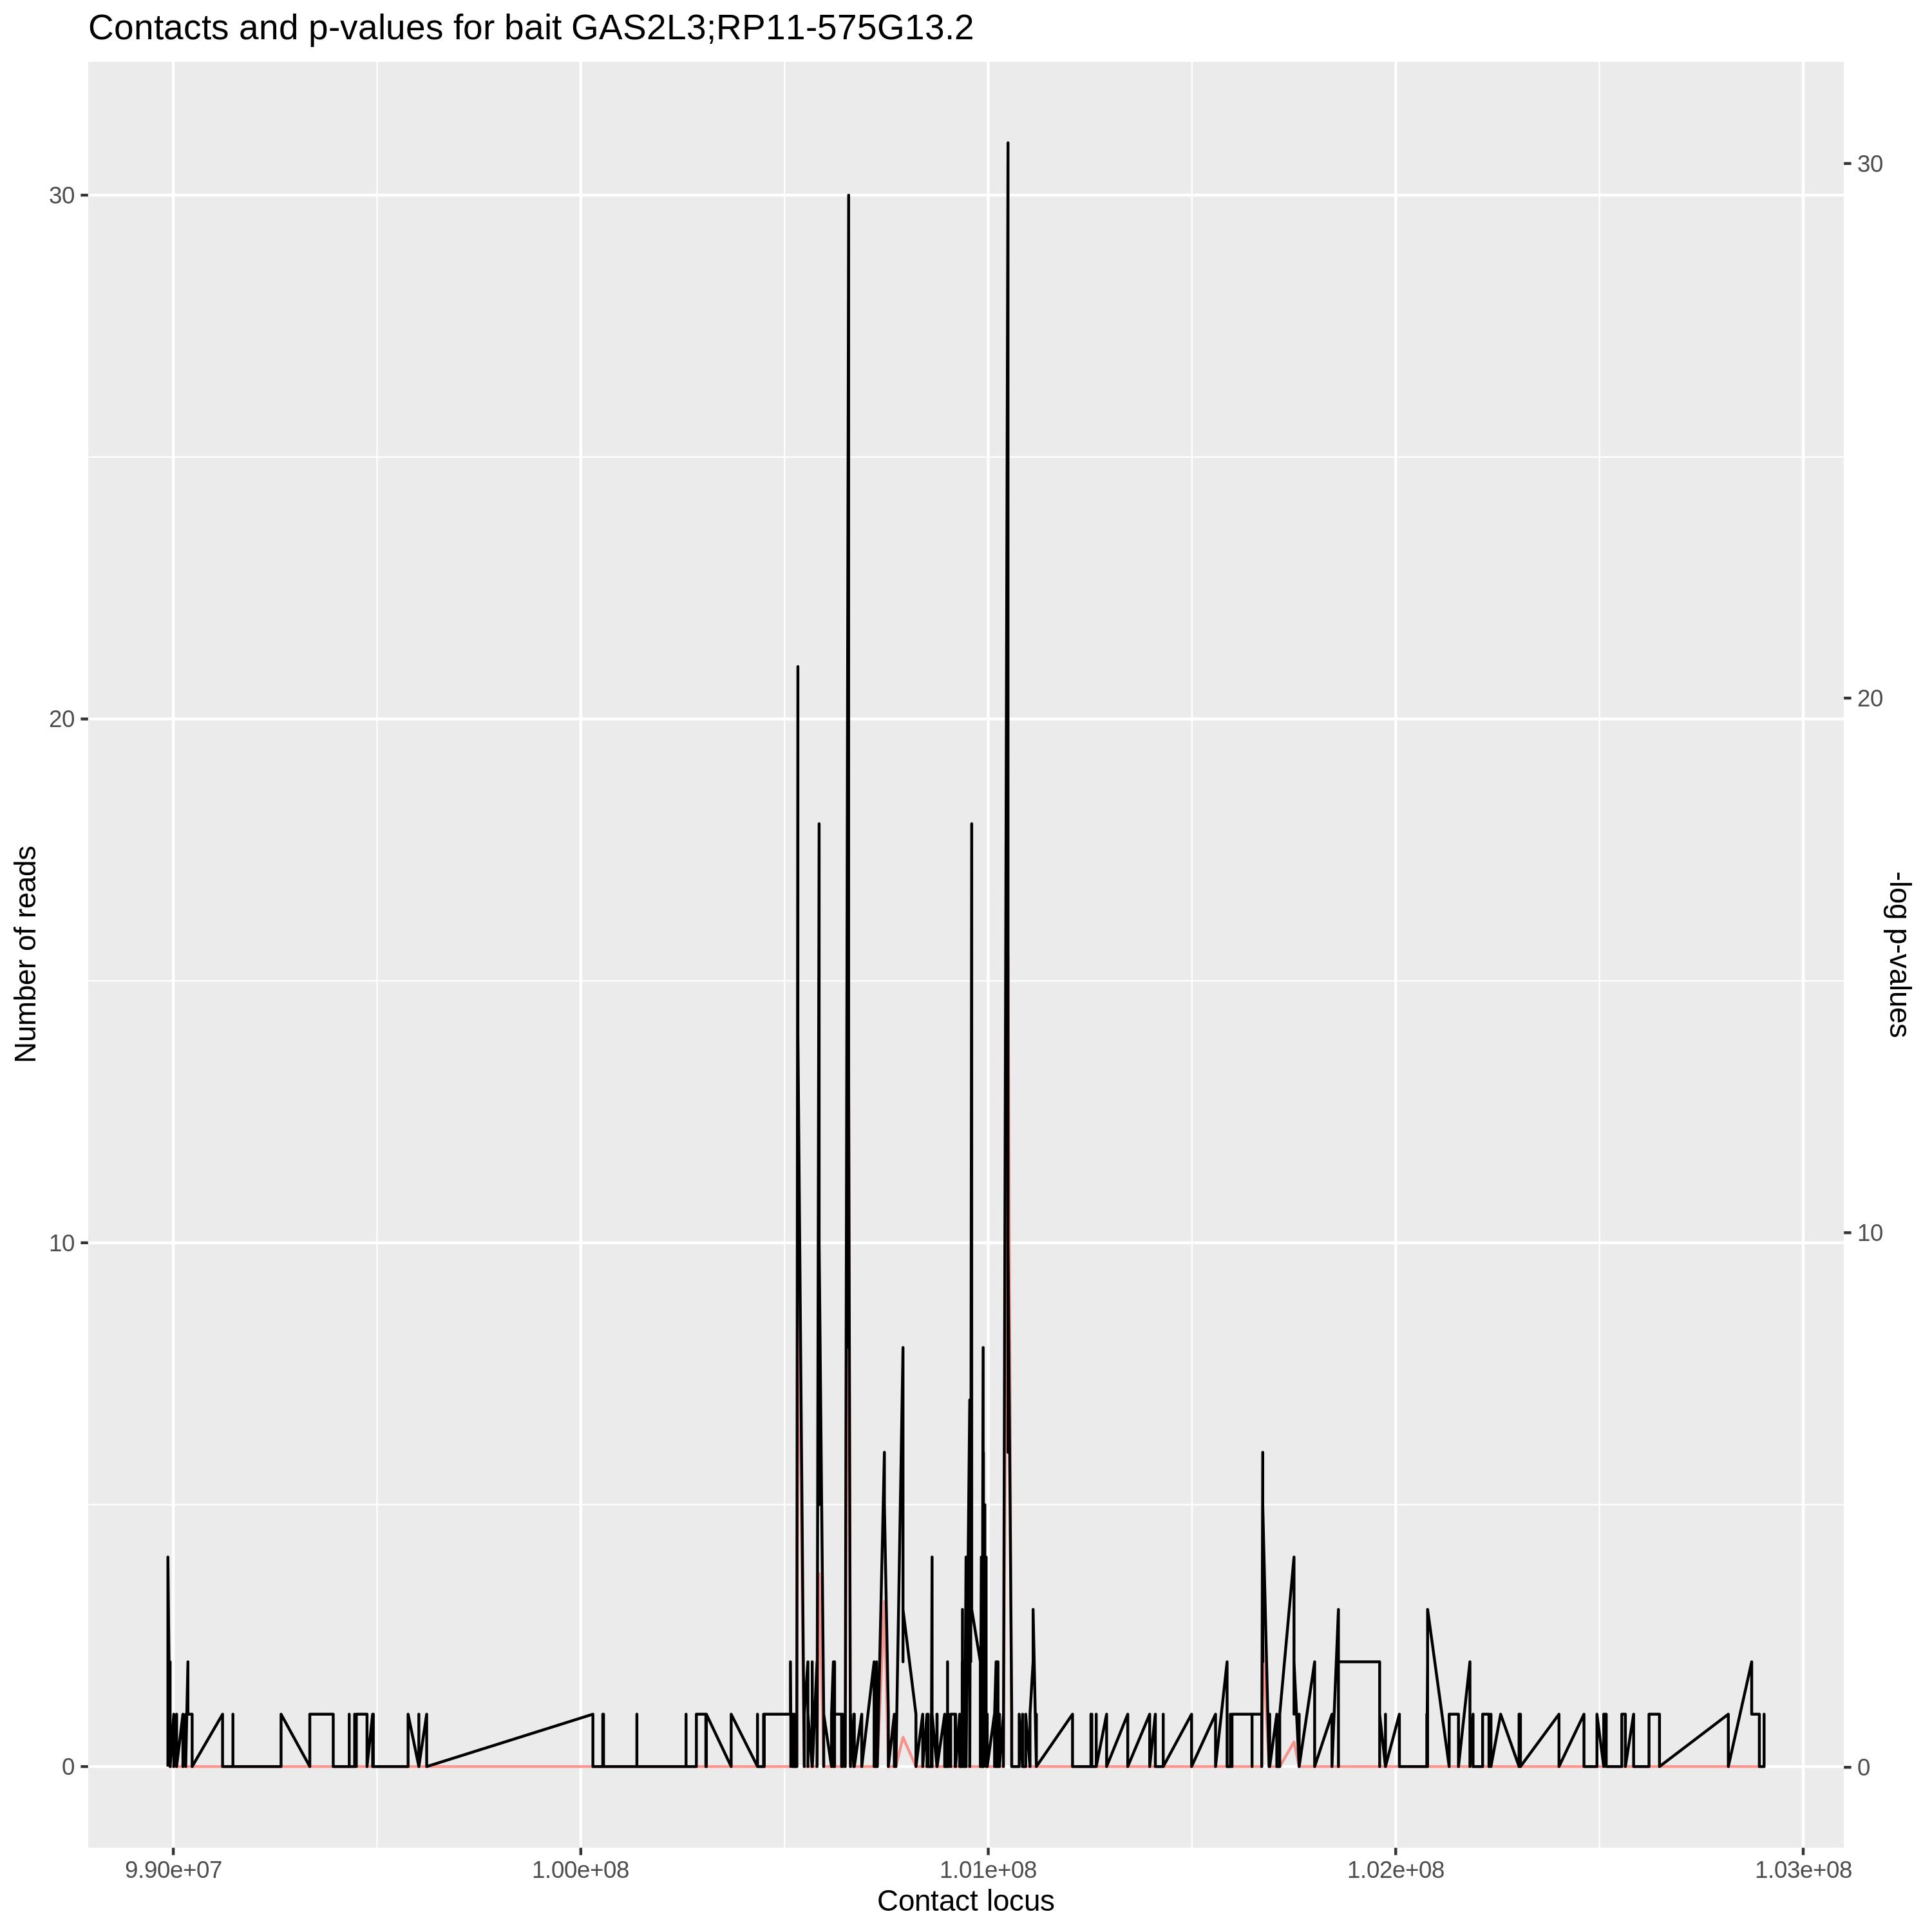 Contacts and p-values for bait GAS2L3;RP11-575G13.2
30
20
10
0
Number of reads
30
20
10
0
-log p-values
9.90e+07 1.00e+08 1.01e+08 1.02e+08 1.03e+08
Contact locus